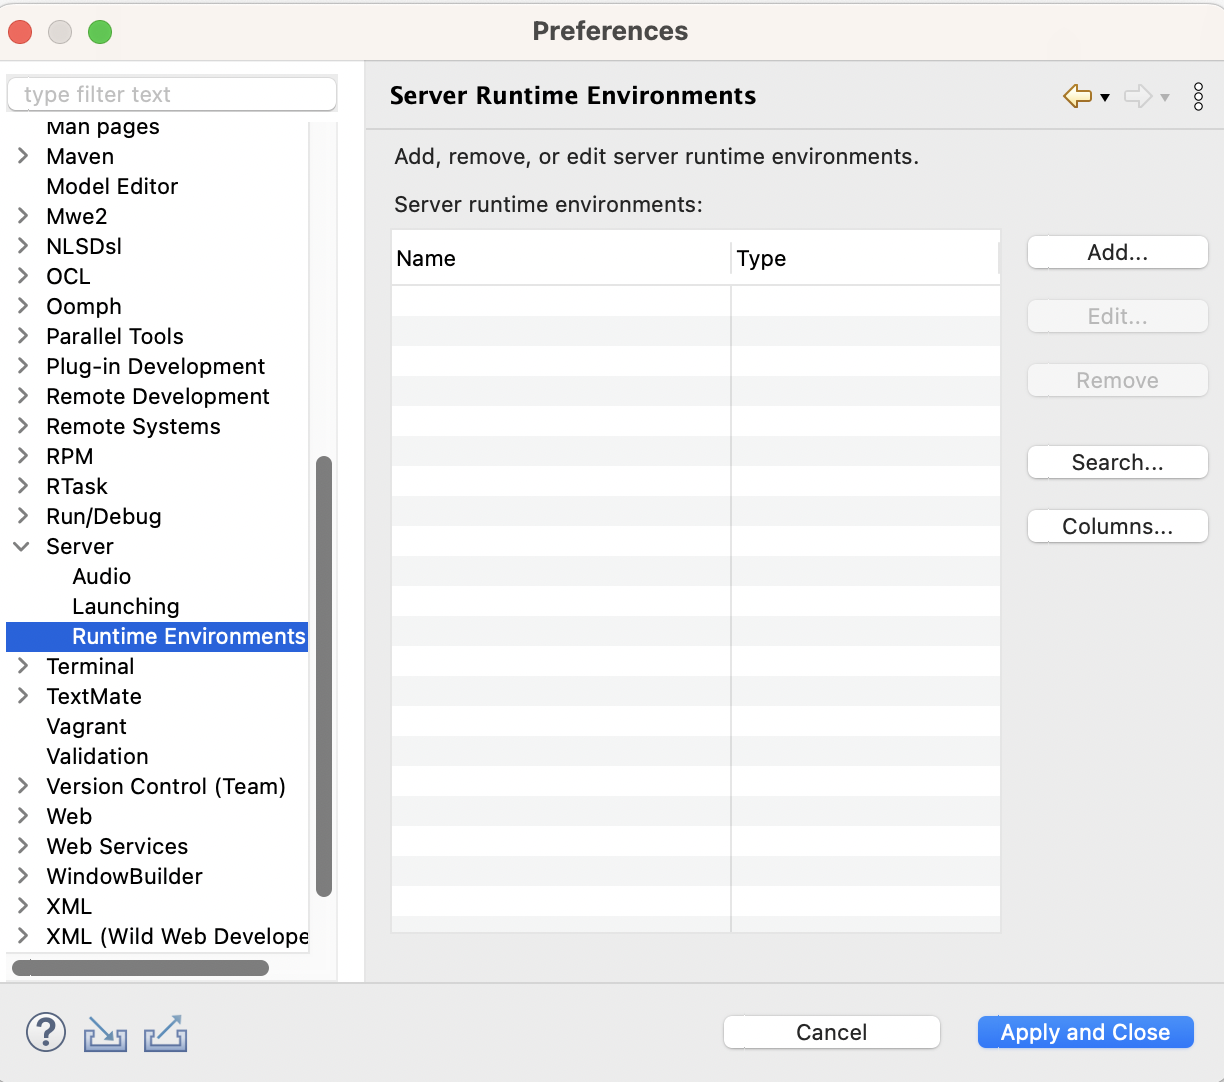 Preferences
type filter text
Man pages
Maven
Model Editor
Mwe2
NLSDsl
OCL
Oomph
Parallel Tools
Plug-in Development
Remote Development
Remote Systems
RPM
RTask
Run/Debug
Server
Audio
Launching
Runtime Environments
Terminal
TextMate
Vagrant
Validation
Version Control (Team)
Web
Web Services
WindowBuilder
XML
XML (Wild Web Develope
Server Runtime Environments
Add, remove, or edit server runtime environments.
Server runtime environments:
Name Type
Add...
Edit...
Remove
Search...
Columns...
?
Cancel
Apply and Close